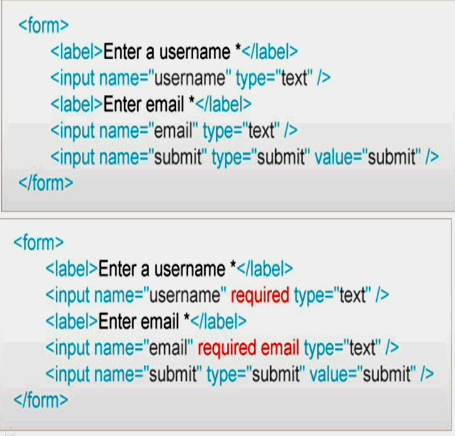 <form>
<label>Enter a username *</label>
<input name="username" type="text" />
<label>Enter email *</label>
<input name="email" type="text" />
<input name="submit" type="submit" value="submit" />
</form>
<form>
<label>Enter a username *</label>
<input name="username" required type="text" />
<label>Enter email *</label>
<input name="email" required email type="text" />
<input name="submit" type="submit" value="submit" />
</form>